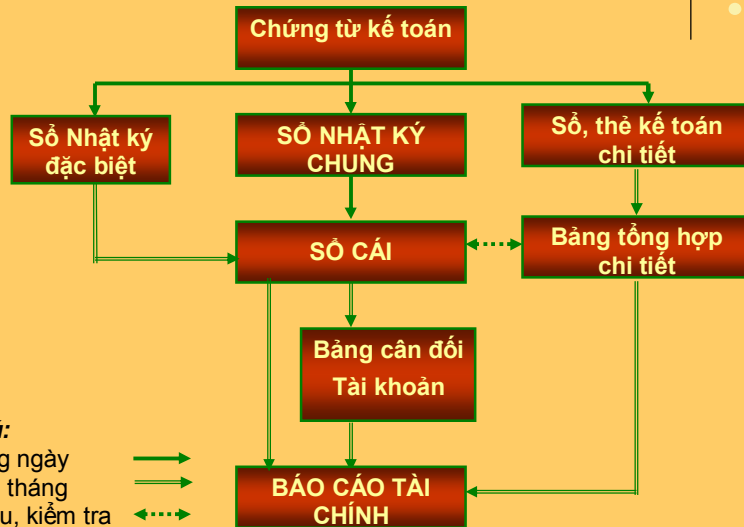 Chứng từ kế toán
Sổ Nhật ký
đặc biệt
SỔ NHẬT KÝ
CHUNG
Sổ, thẻ kế toán
chi tiết
SỔ CÁI
Bảng tổng hợp
chi tiết
Bảng cân đối
Tài khoản
BÁO CÁO TÀI
CHÍNH
ngày
tháng
kiểm tra